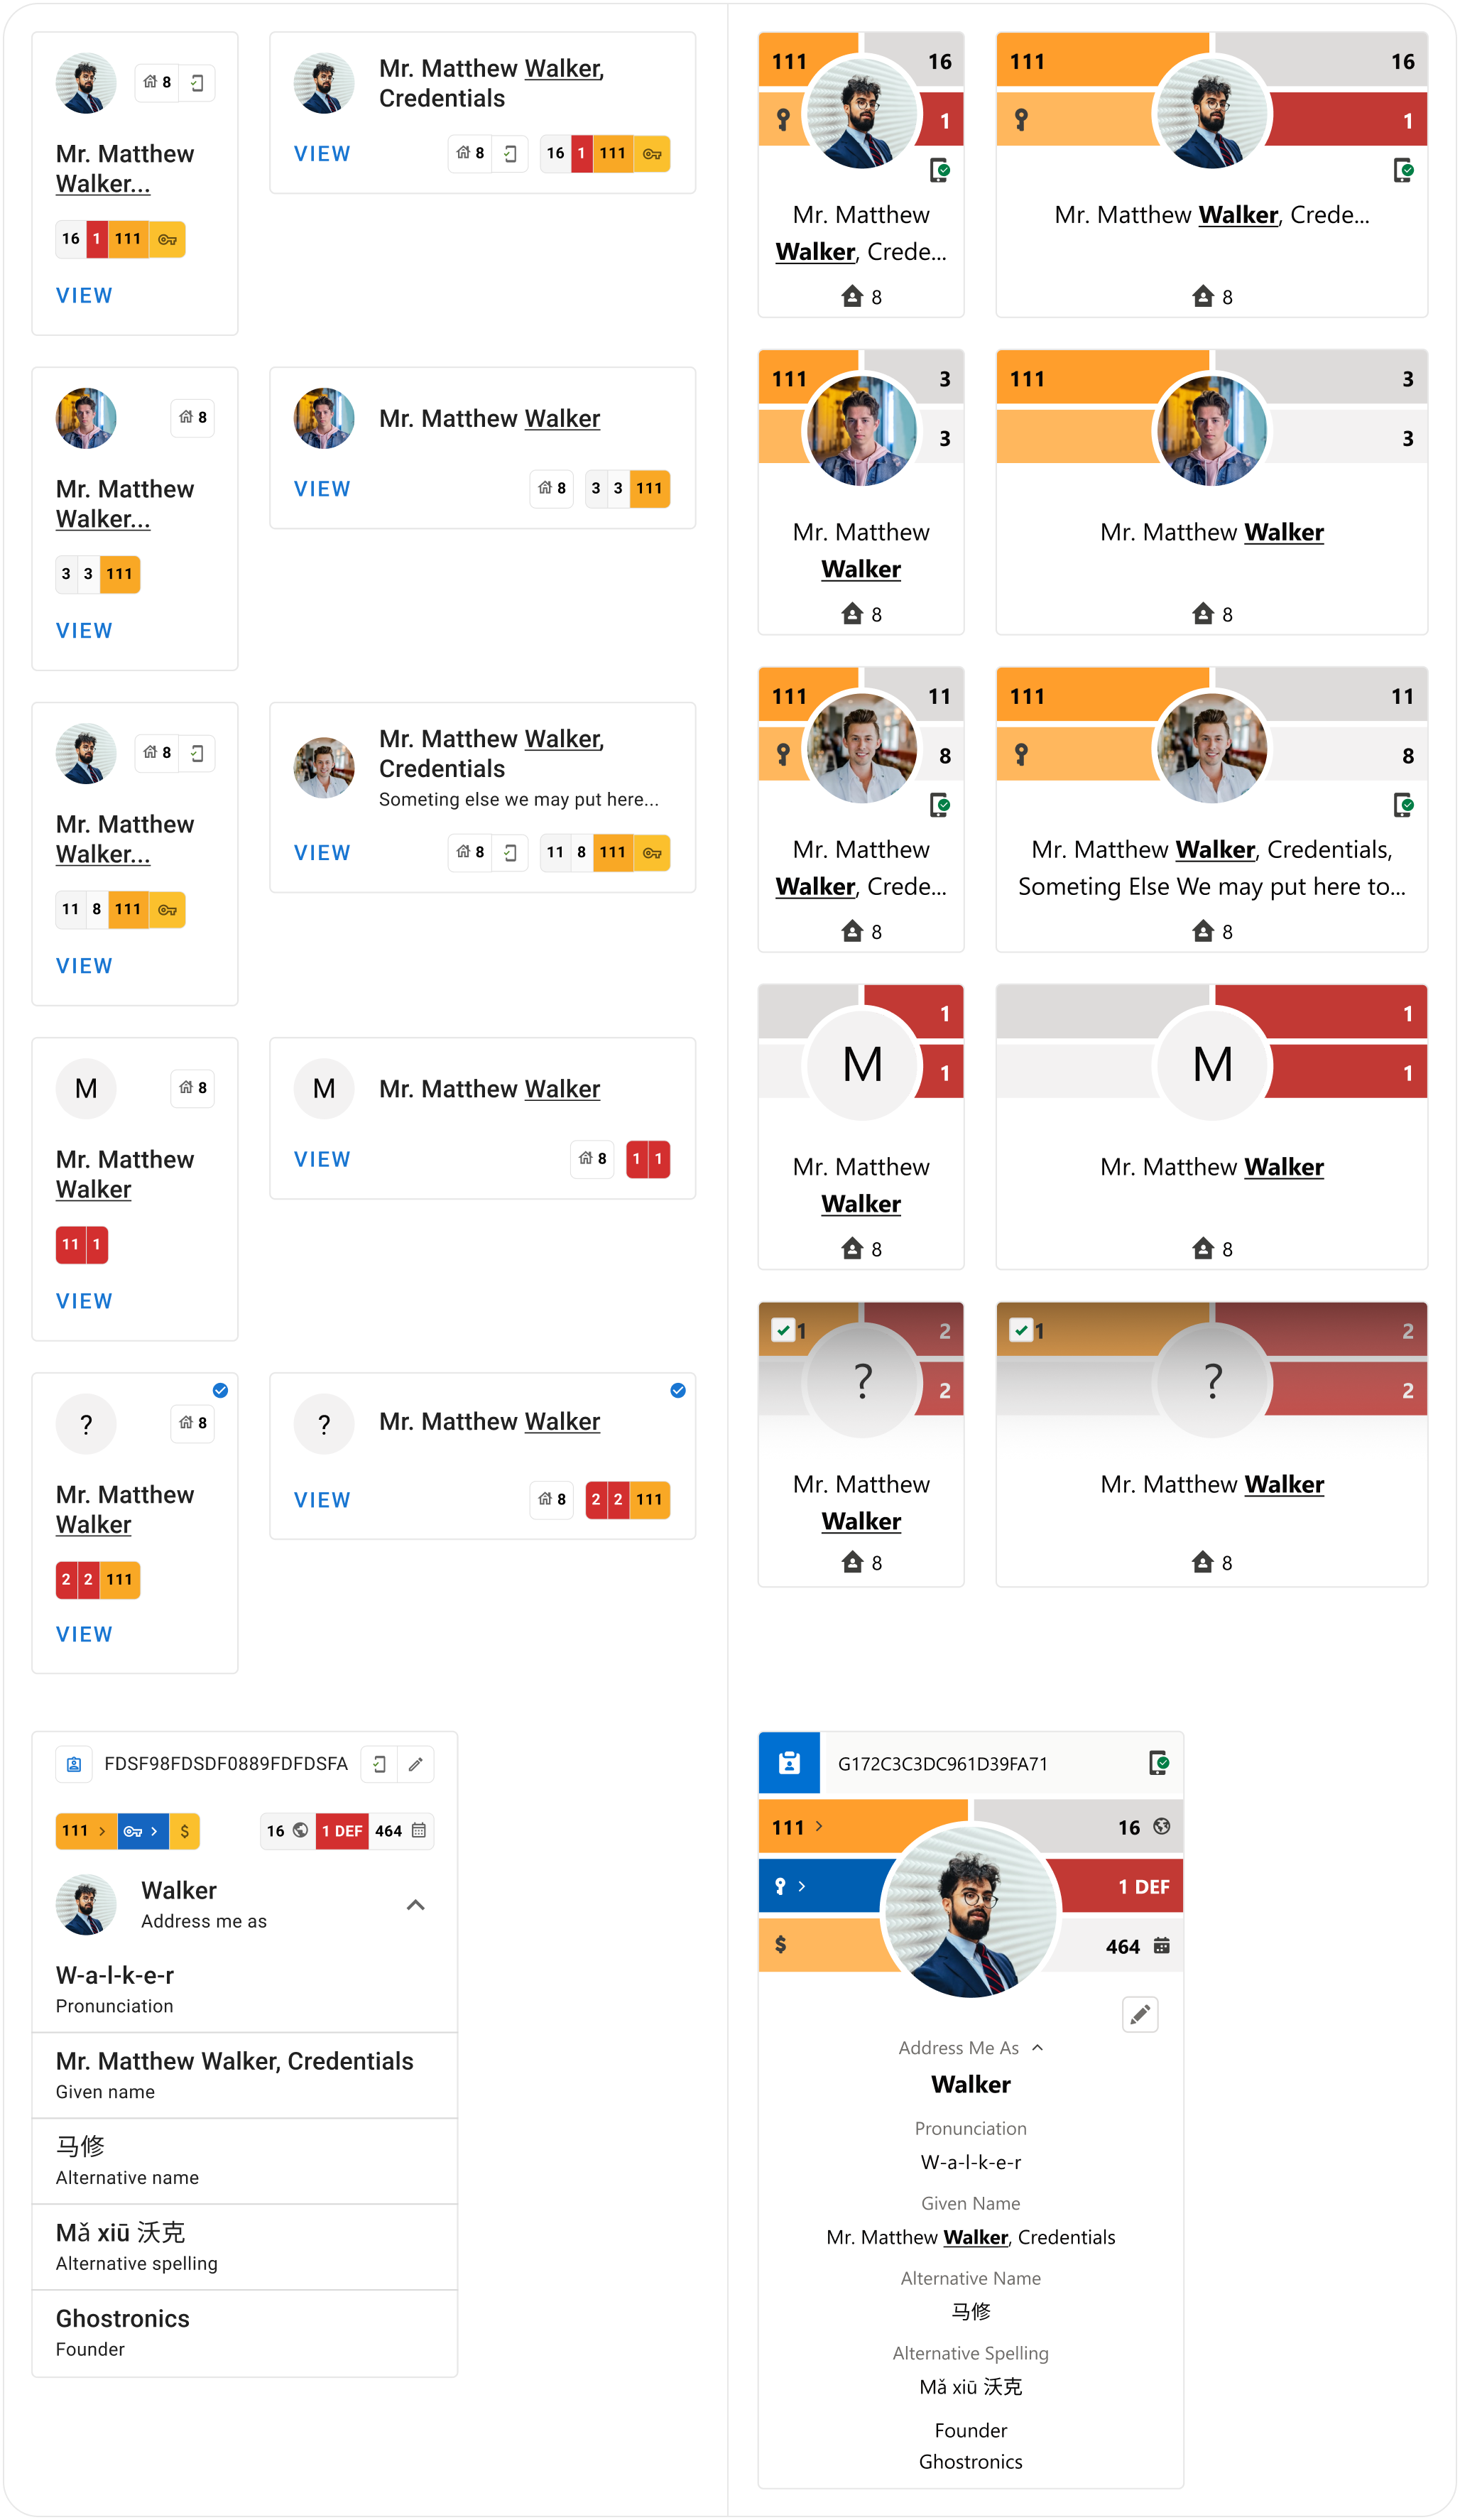 8
Mr. Matthew
Walker...
16 1 111
VIEW
Mr. Matthew Walker,
Credentials
VIEW
8
16 1 111
8
Mr. Matthew
Walker...
3 3 111
VIEW
Mr. Matthew Walker
VIEW
8
3 3 111
8
Mr. Matthew
Walker...
11 8 111
VIEW
Mr. Matthew Walker,
Credentials
Someting else we may put here...
VIEW
8
11 8 111
M
8
Mr. Matthew
Walker
11 1
VIEW
M
Mr. Matthew Walker
VIEW
8
1 1
?
8
Mr. Matthew
Walker
2 2 111
VIEW
?
Mr. Matthew Walker
VIEW
8
2 2 111
FDSF98FDSDF0889FDFDSFA
111 > > $
16 1 DEF 464
Walker
Address me as
W-a-l-k-e-r
Pronunciation
Mr. Matthew Walker, Credentials
Given name
马修
Alternative name
Mǎ xiū 沃克
Alternative spelling
Ghostronics
Founder
111 16
1
Mr. Matthew
Walker, Crede...
8
111 16
1
Mr. Matthew Walker, Crede...
8
111 3
3
Mr. Matthew
Walker
8
111 3
3
Mr. Matthew Walker
8
111 11
8
Mr. Matthew
Walker, Crede...
8
111 11
8
Mr. Matthew Walker, Credentials,
Someting Else We may put here to...
8
1
M
1
Mr. Matthew
Walker
8
1
M
1
Mr. Matthew Walker
8
1 2
?
2
Mr. Matthew
Walker
8
1 2
?
2
Mr. Matthew Walker
8
G172C3C3DC961D39FA71
111 > 16
> 1 DEF
$ 464
Address Me As
Walker
Pronunciation
W-a-l-k-e-r
Given Name
Mr. Matthew Walker, Credentials
Alternative Name
马修
Alternative Spelling
Mǎ xiū 沃克
Founder
Ghostronics